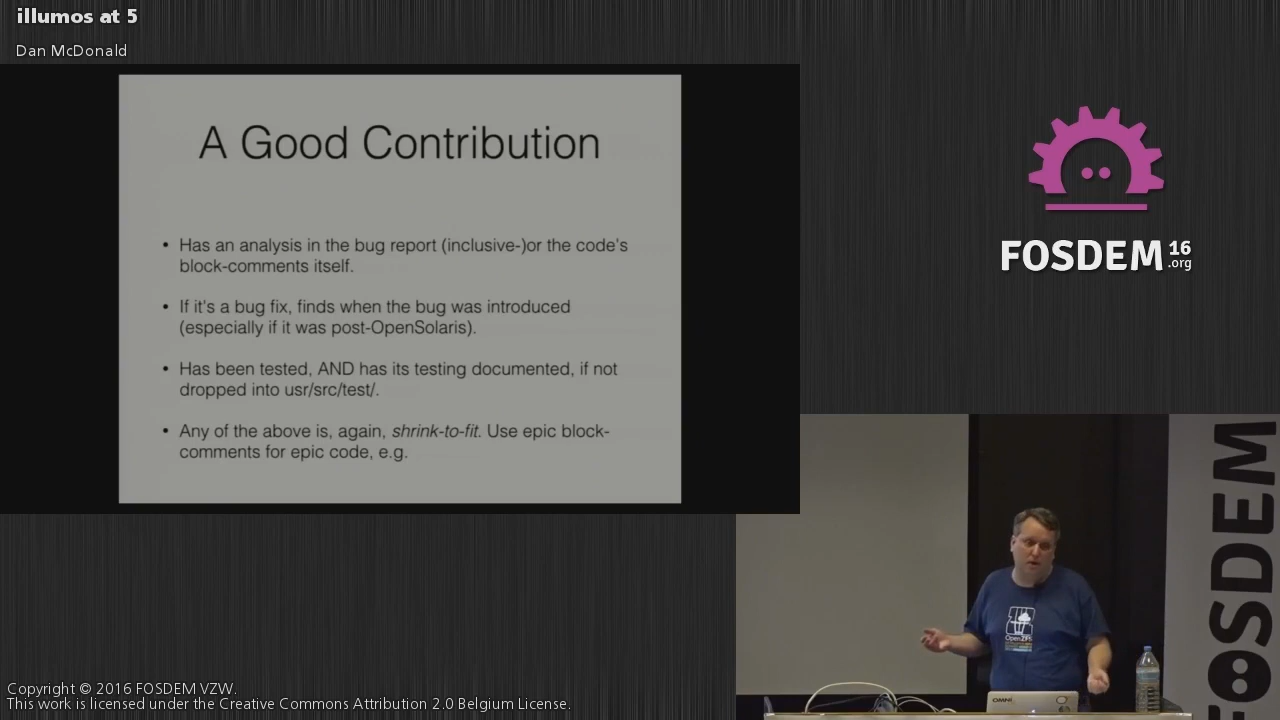 illumos at 5
Dan McDonald
A Good Contribution
• Has an analysis in the bug report (inclusive-)or the code's
block-comments itself.
• If it's a bug fix, finds when the bug was introduced
(especially if it was post-OpenSolaris).
• Has been tested, AND has its testing documented, if not
dropped into usr/src/test/.
• Any of the above is, again, shrink-to-fit. Use epic block-
comments for epic code, e.g.
FOSDEM 16
.org
OpenZFS
OMNI
FOSDEM
Copyright © 2016 FOSDEM VZW.
This work is licensed under the Creative Commons Attribution 2. Belgium License.